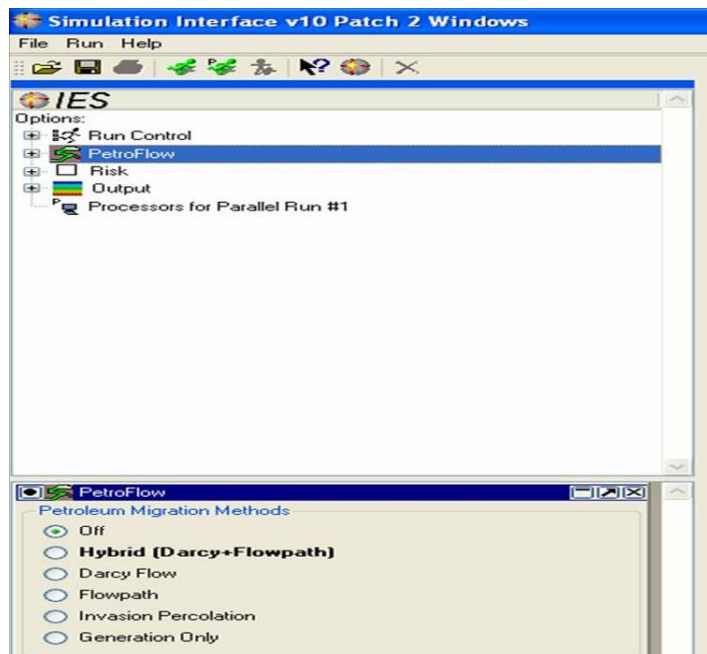 Simulation Interface v10 Patch 2 Windows
File Run Help
IES
Options:
Run Control
PetroFlow
Risk
Output
Processors for Parallel Run #1
PetroFlow
Petroleum Migration Methods
Off
Hybrid (Darcy+Flowpath)
Darcy Flow
Flowpath
Invasion Percolation
Generation Only